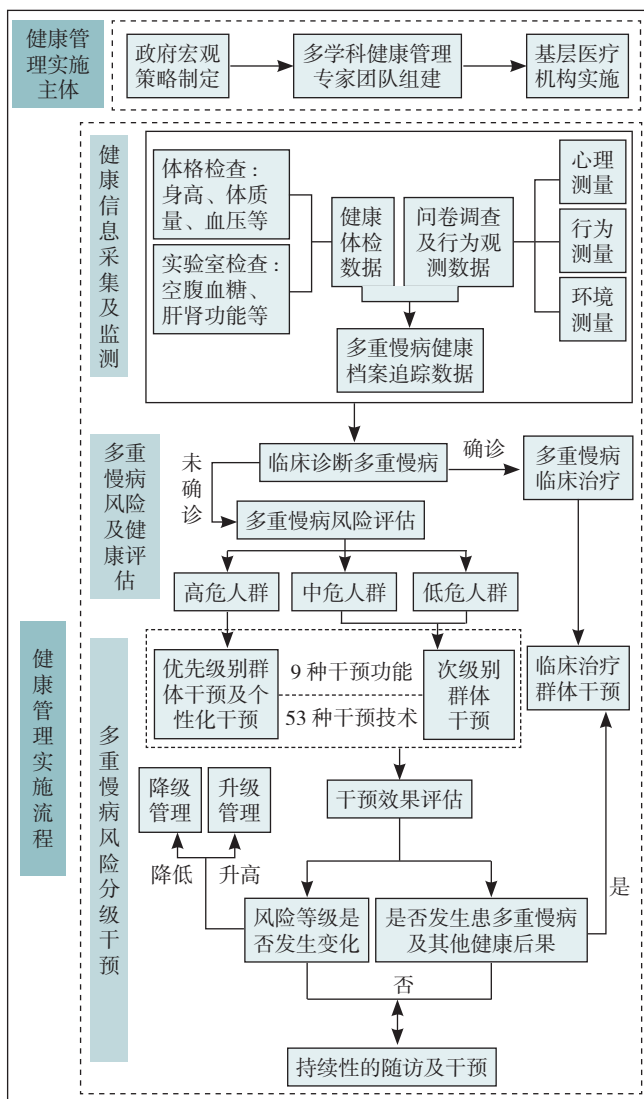 健康管
理实施
主体
政府宏观
策略制定
多学科健康管理
专家团队组建
基层医疗
机构实施
健康信息采集及监测
体格检查：
身高、体质
量、血压等
实验室检查：
空腹血糖、
肝肾功能等
健康
体检
数据
问卷调查
及行为观
测数据
心理
测量
行为
测量
环境
测量
多重慢病健康
档案追踪数据
多重
慢病
风险
及健
康评
估
临床诊断多重慢病
确诊
多重慢病
临床治疗
未确诊
多重慢病风险评估
高危人群
中危人群
低危人群
健康管理实施流程
多重慢病风险分级干预
优先级别群
体干预及个
性化干预
9 种干预功能
53 种干预技术
次级别
群体
干预
临床治疗
群体干预
干预效果评估
降级
管理
升级
管理
降低
升高
风险等级是
否发生变化
是否发生患多重慢病
及其他健康后果
是
否
持续性的随访及干预